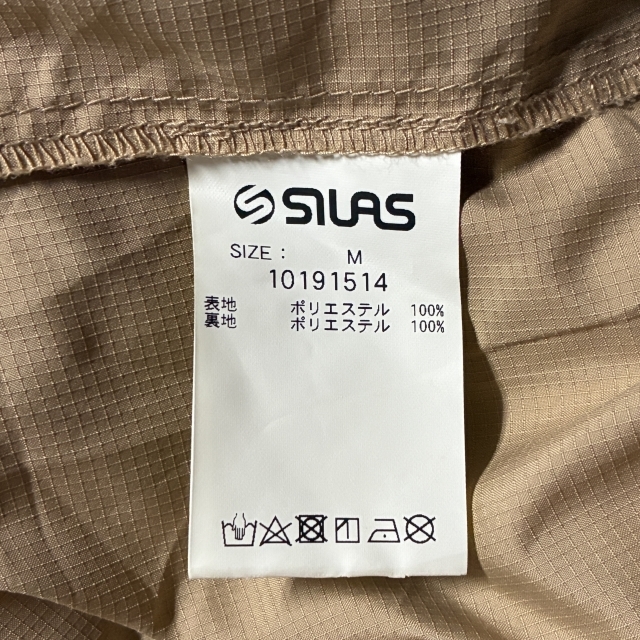 SILAS
SIZE : M
10191514
表地 ポリエステル 100%
裏地 ポリエステル 100%